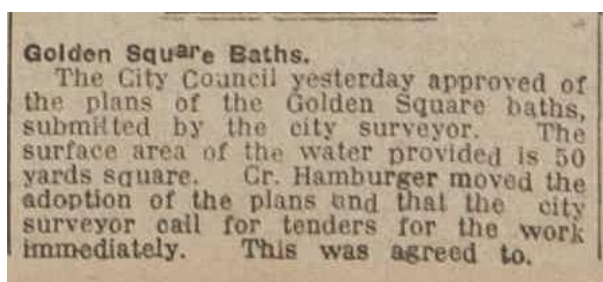 Golden Square Baths.
The City Council yesterday approved of
the plans of the Golden Square baths,
submitted by the city surveyor. The
surface area of the water provided is 50
yards square. Cr. Hamburger moved the
adoption of the plans and that the city
surveyor call for tenders for the work
immediately. This was agreed to.